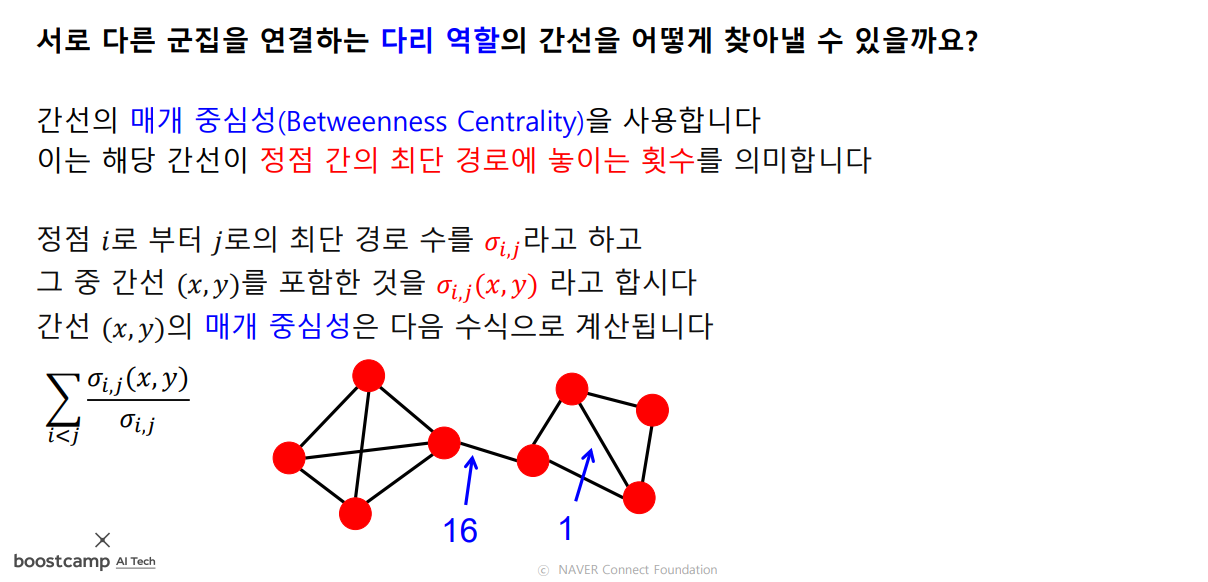 서로 다른 군집을 연결하는 다리 역할의 간선을 어떻게 찾아낼 수 있을까요?
간선의 매개 중심성(Betweenness Centrality)을 사용합니다
이는 해당 간선이 정점 간의 최단 경로에 놓이는 횟수를 의미합니다
정점 𝑖로 부터 𝑗로의 최단 경로 수를 σ_{i,j}라고 하고
그 중 간선 (x, y)를 포함한 것을 σ_{i,j}(x, y) 라고 합시다
간선 (x, y)의 매개 중심성은 다음 수식으로 계산됩니다
∑_{i<j} σ_{i,j}(x, y) / σ_{i,j}
16
1
boostcamp AI Tech
ⓒ NAVER Connect Foundation